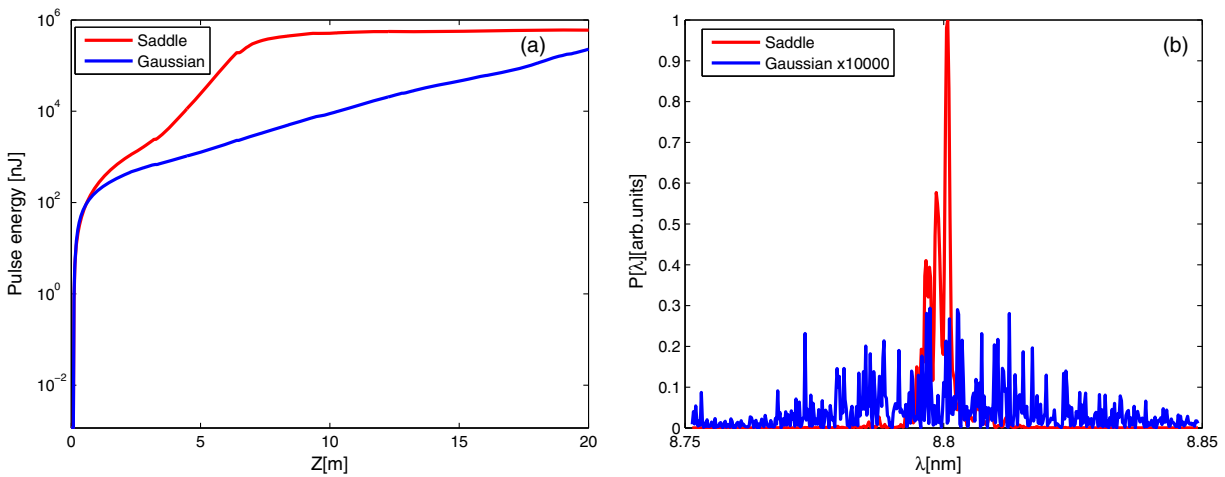 10^6
10^4
10^2
10^0
10^-2
Pulse energy [nJ]
Saddle
Gaussian
(a)
0
5
10
15
20
Z[m]
1
0.9
0.8
0.7
0.6
0.5
0.4
0.3
0.2
0.1
0
P[λ][arb.units]
Saddle
Gaussian x10000
(b)
8.75
8.8
8.85
λ[nm]